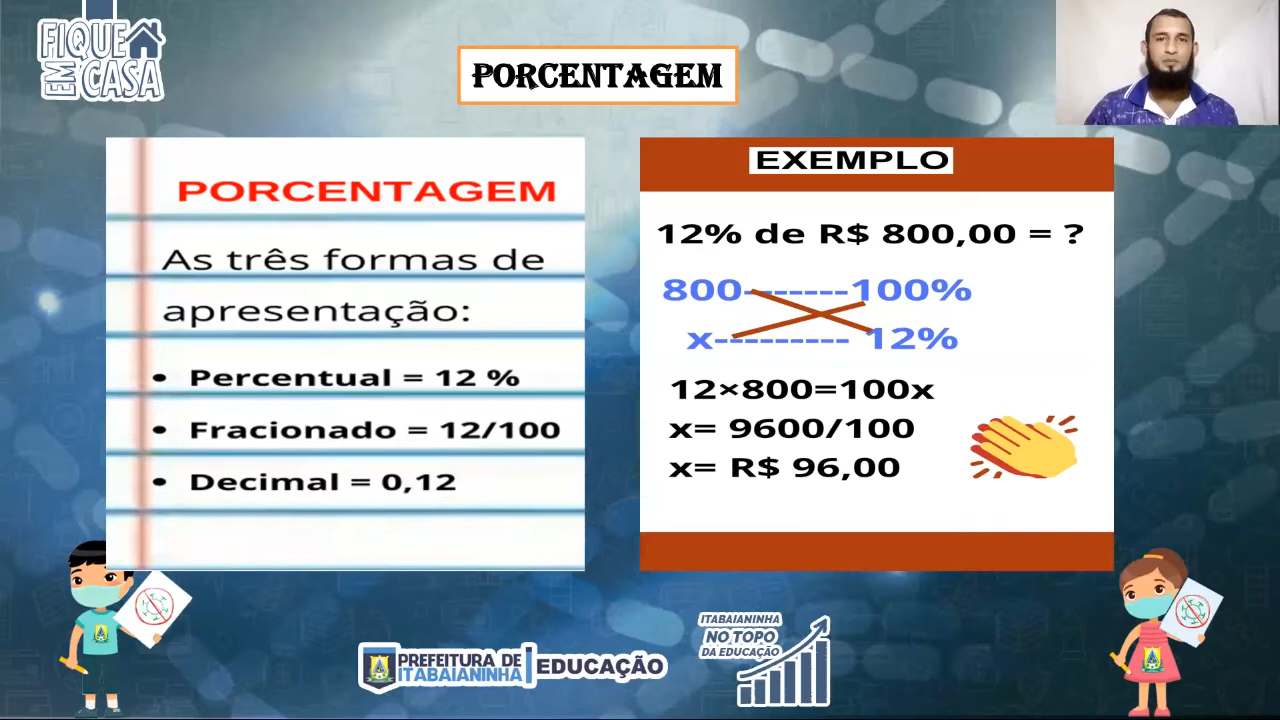 FIQUE
EM CASA
PORCENTAGEM
PORCENTAGEM
As três formas de
apresentação:
• Percentual = 12 %
• Fracionado = 12/100
• Decimal = 0,12
EXEMPLO
12% de R$ 800,00 = ?
800-------100%
x--------- 12%
12×800=100x
x= 9600/100
x= R$ 96,00
PREFEITURA DE
ITABAIANINHA
EDUCAÇÃO
ITABAIANINHA
NO TOPO
DA EDUCAÇÃO